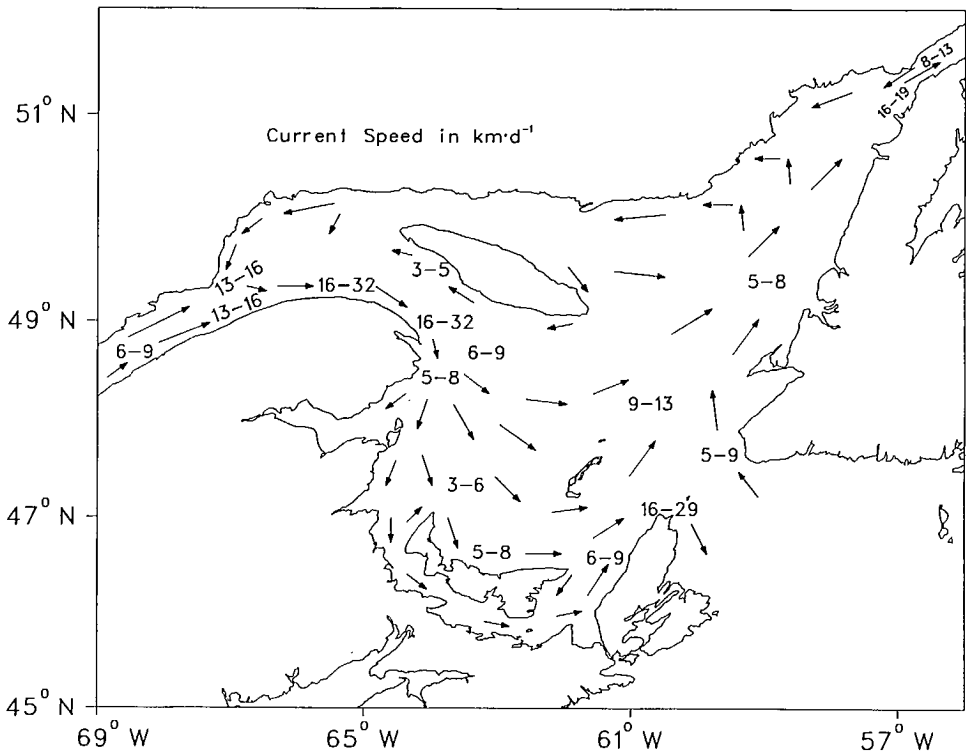 8-13
51° N
16-19
Current Speed in km·d⁻¹
3-5
13-16
5-8
16-32
13-16
49° N
16-32
6-9
6-9
5-8
9-13
5-9
3-6
47° N
16-29
5-8
6-9
45° N
69° W
65° W
61° W
57° W